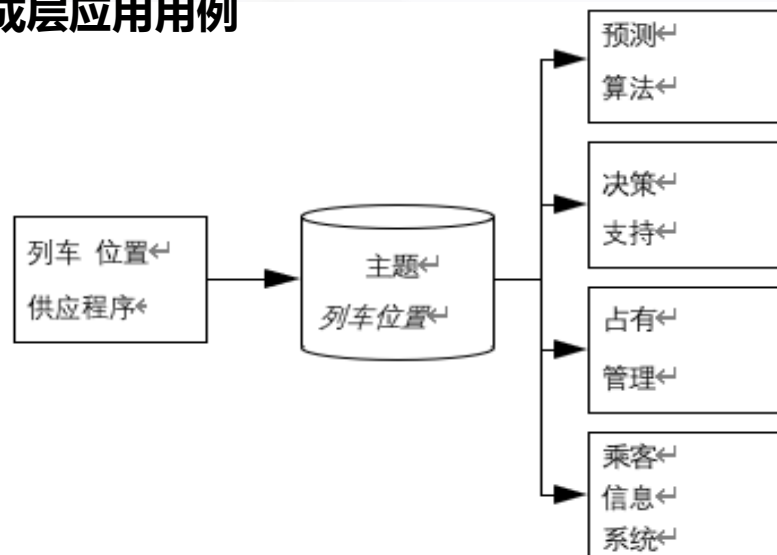 成层应用用例
列车 位置
供应程序
主题
列车位置
预测
算法
决策
支持
占有
管理
乘客
信息
系统